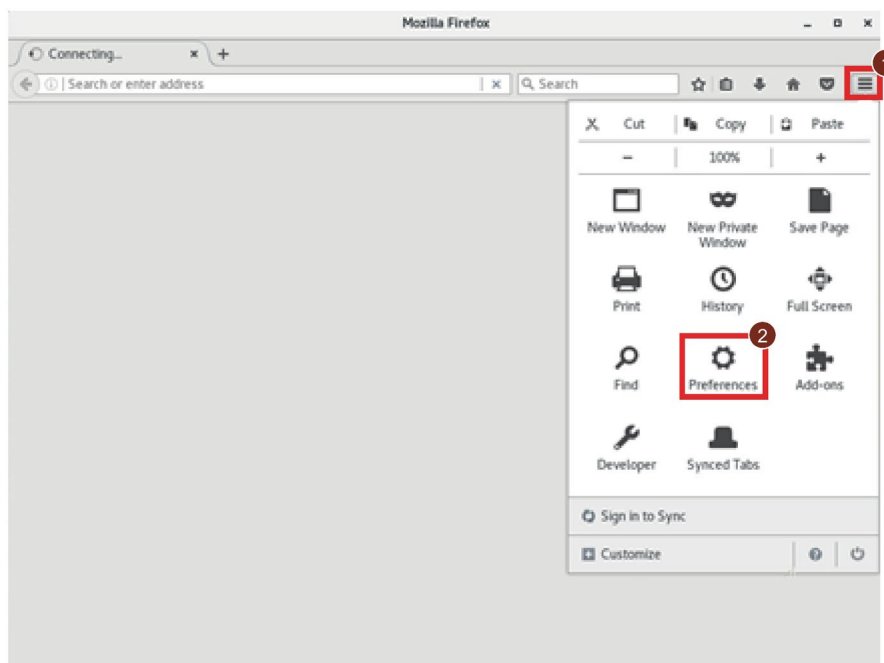 Mozilla Firefox
Connecting...
Search or enter address
Search
1
Cut Copy Paste
100%
New Window New Private Window Save Page
Print History Full Screen
2
Find Preferences Add-ons
Developer Synced Tabs
Sign in to Sync
Customize